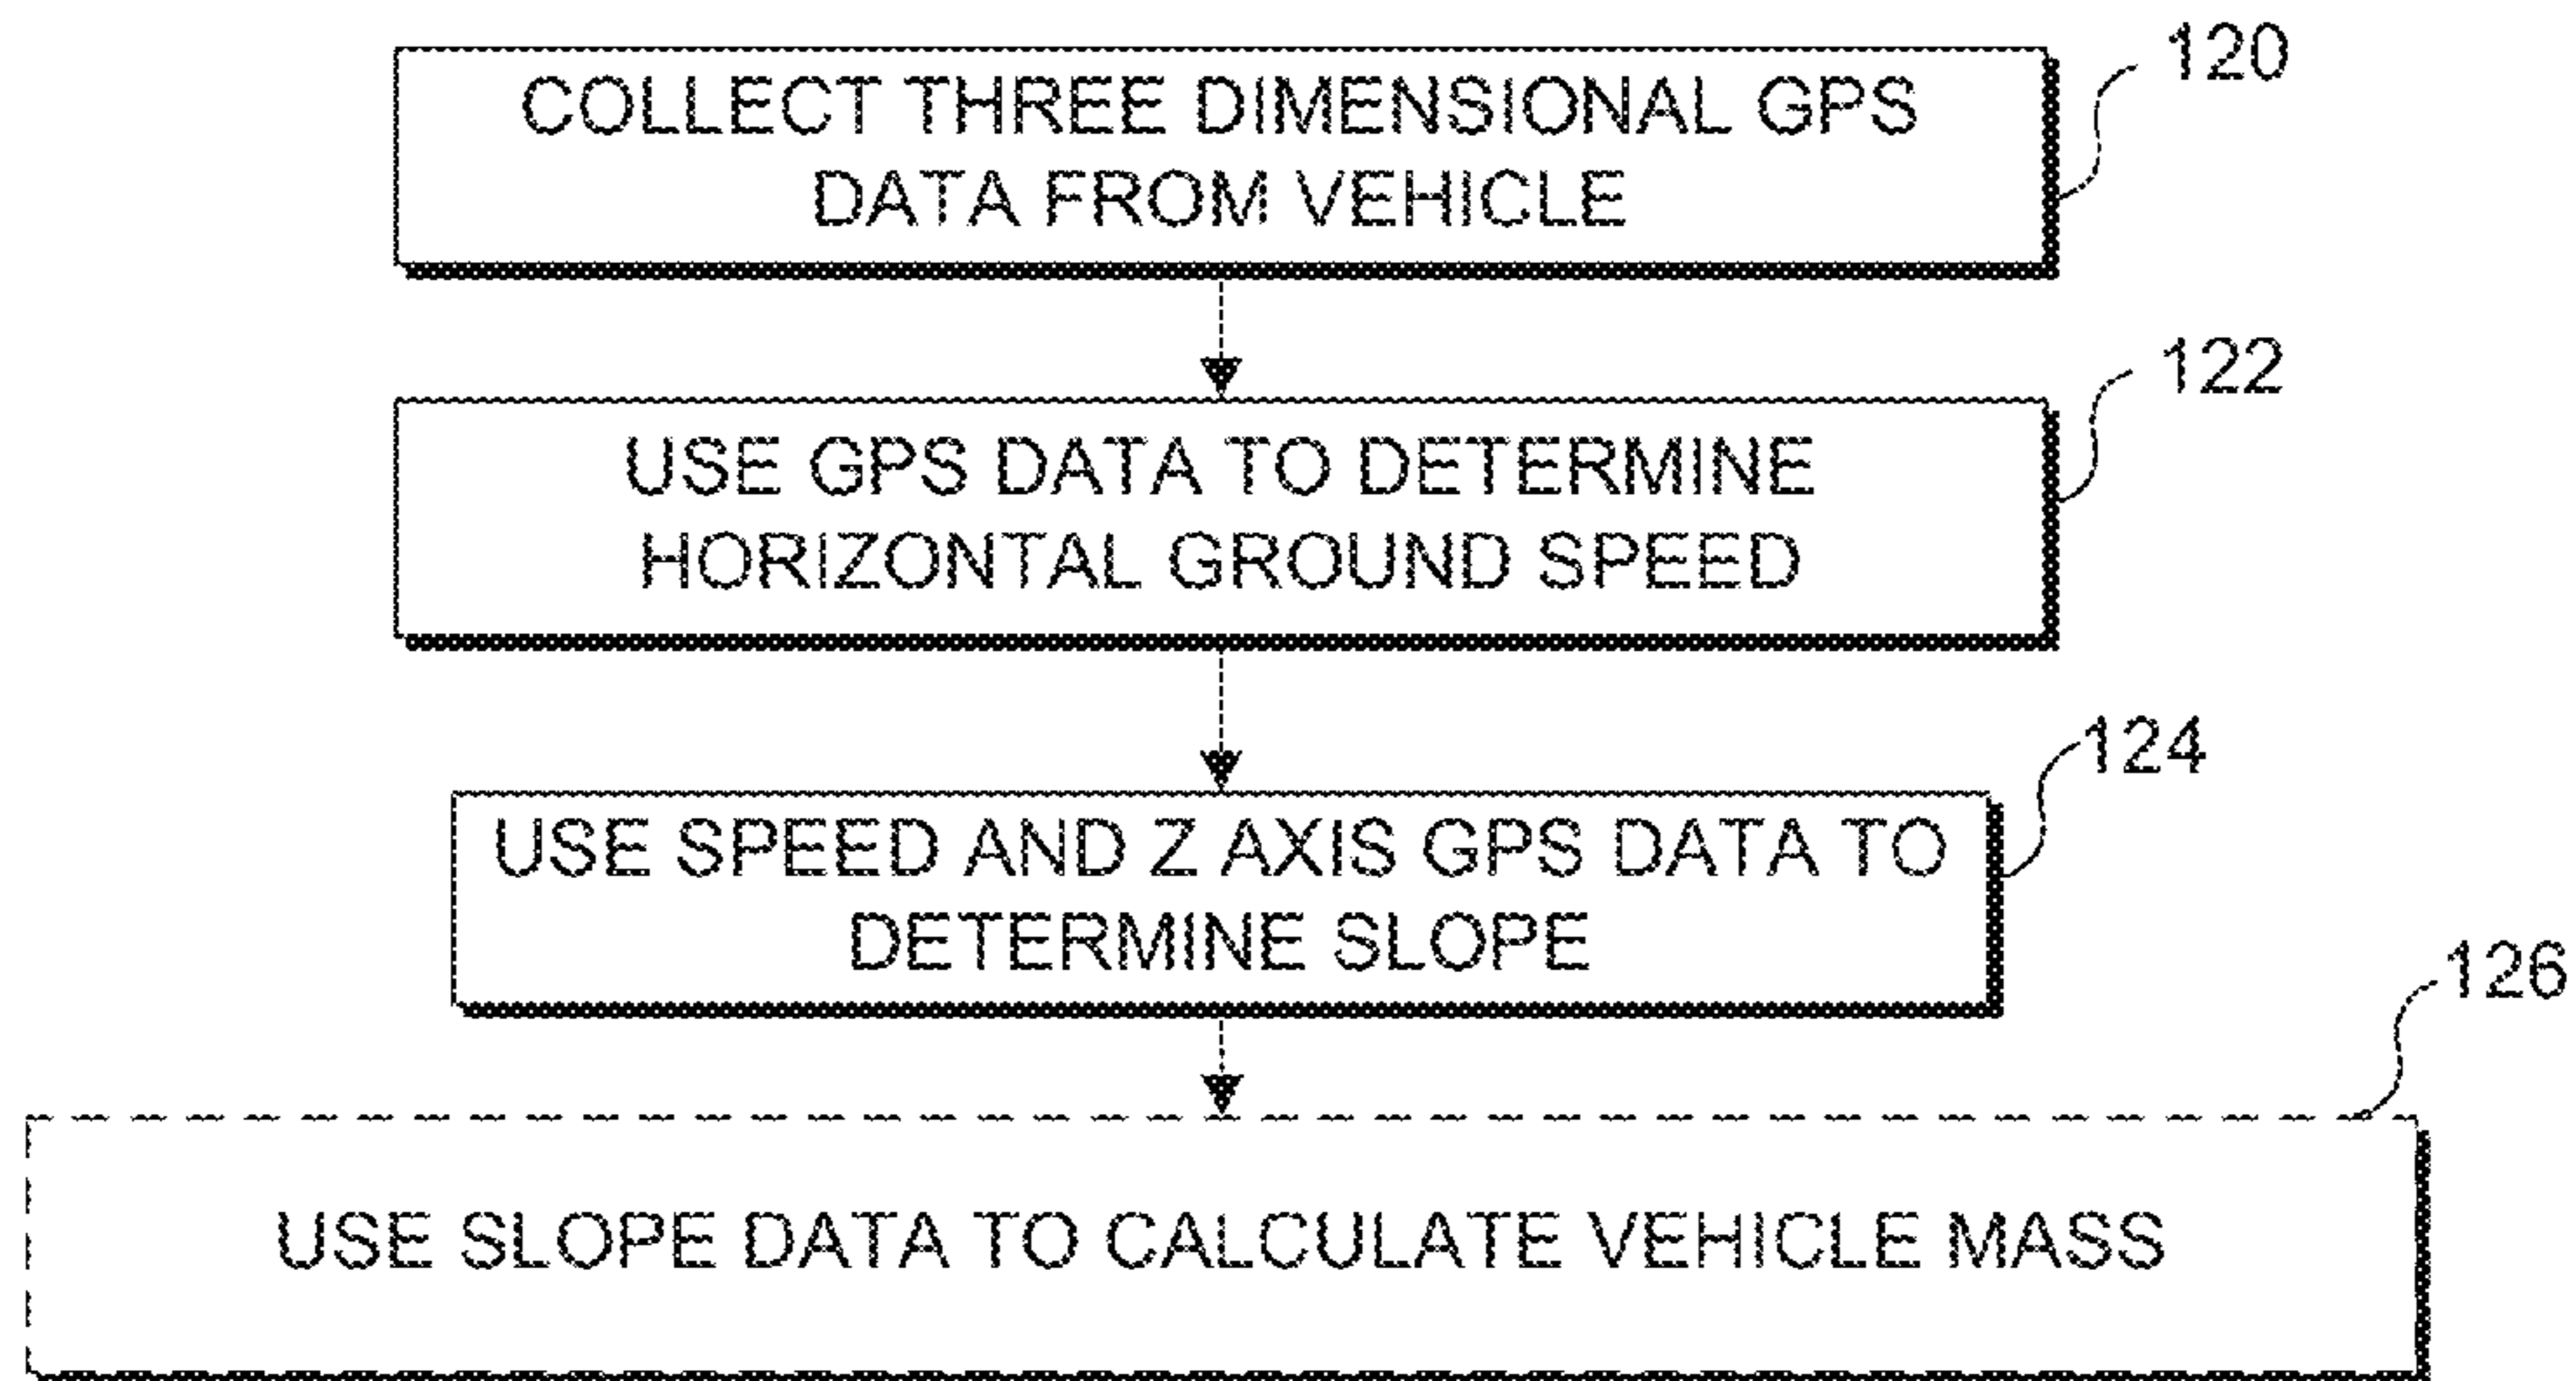 COLLECT THREE DIMENSIONAL GPS
DATA FROM VEHICLE
120
USE GPS DATA TO DETERMINE
HORIZONTAL GROUND SPEED
122
USE SPEED AND Z AXIS GPS DATA TO
DETERMINE SLOPE
124
USE SLOPE DATA TO CALCULATE VEHICLE MASS
126